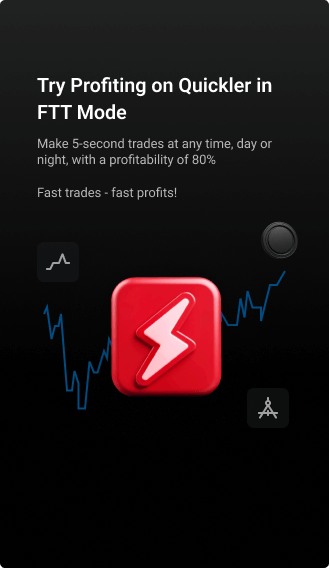 Try Profiting on Quickler in
FTT Mode
Make 5-second trades at any time, day or
night, with a profitability of 80%
Fast trades - fast profits!